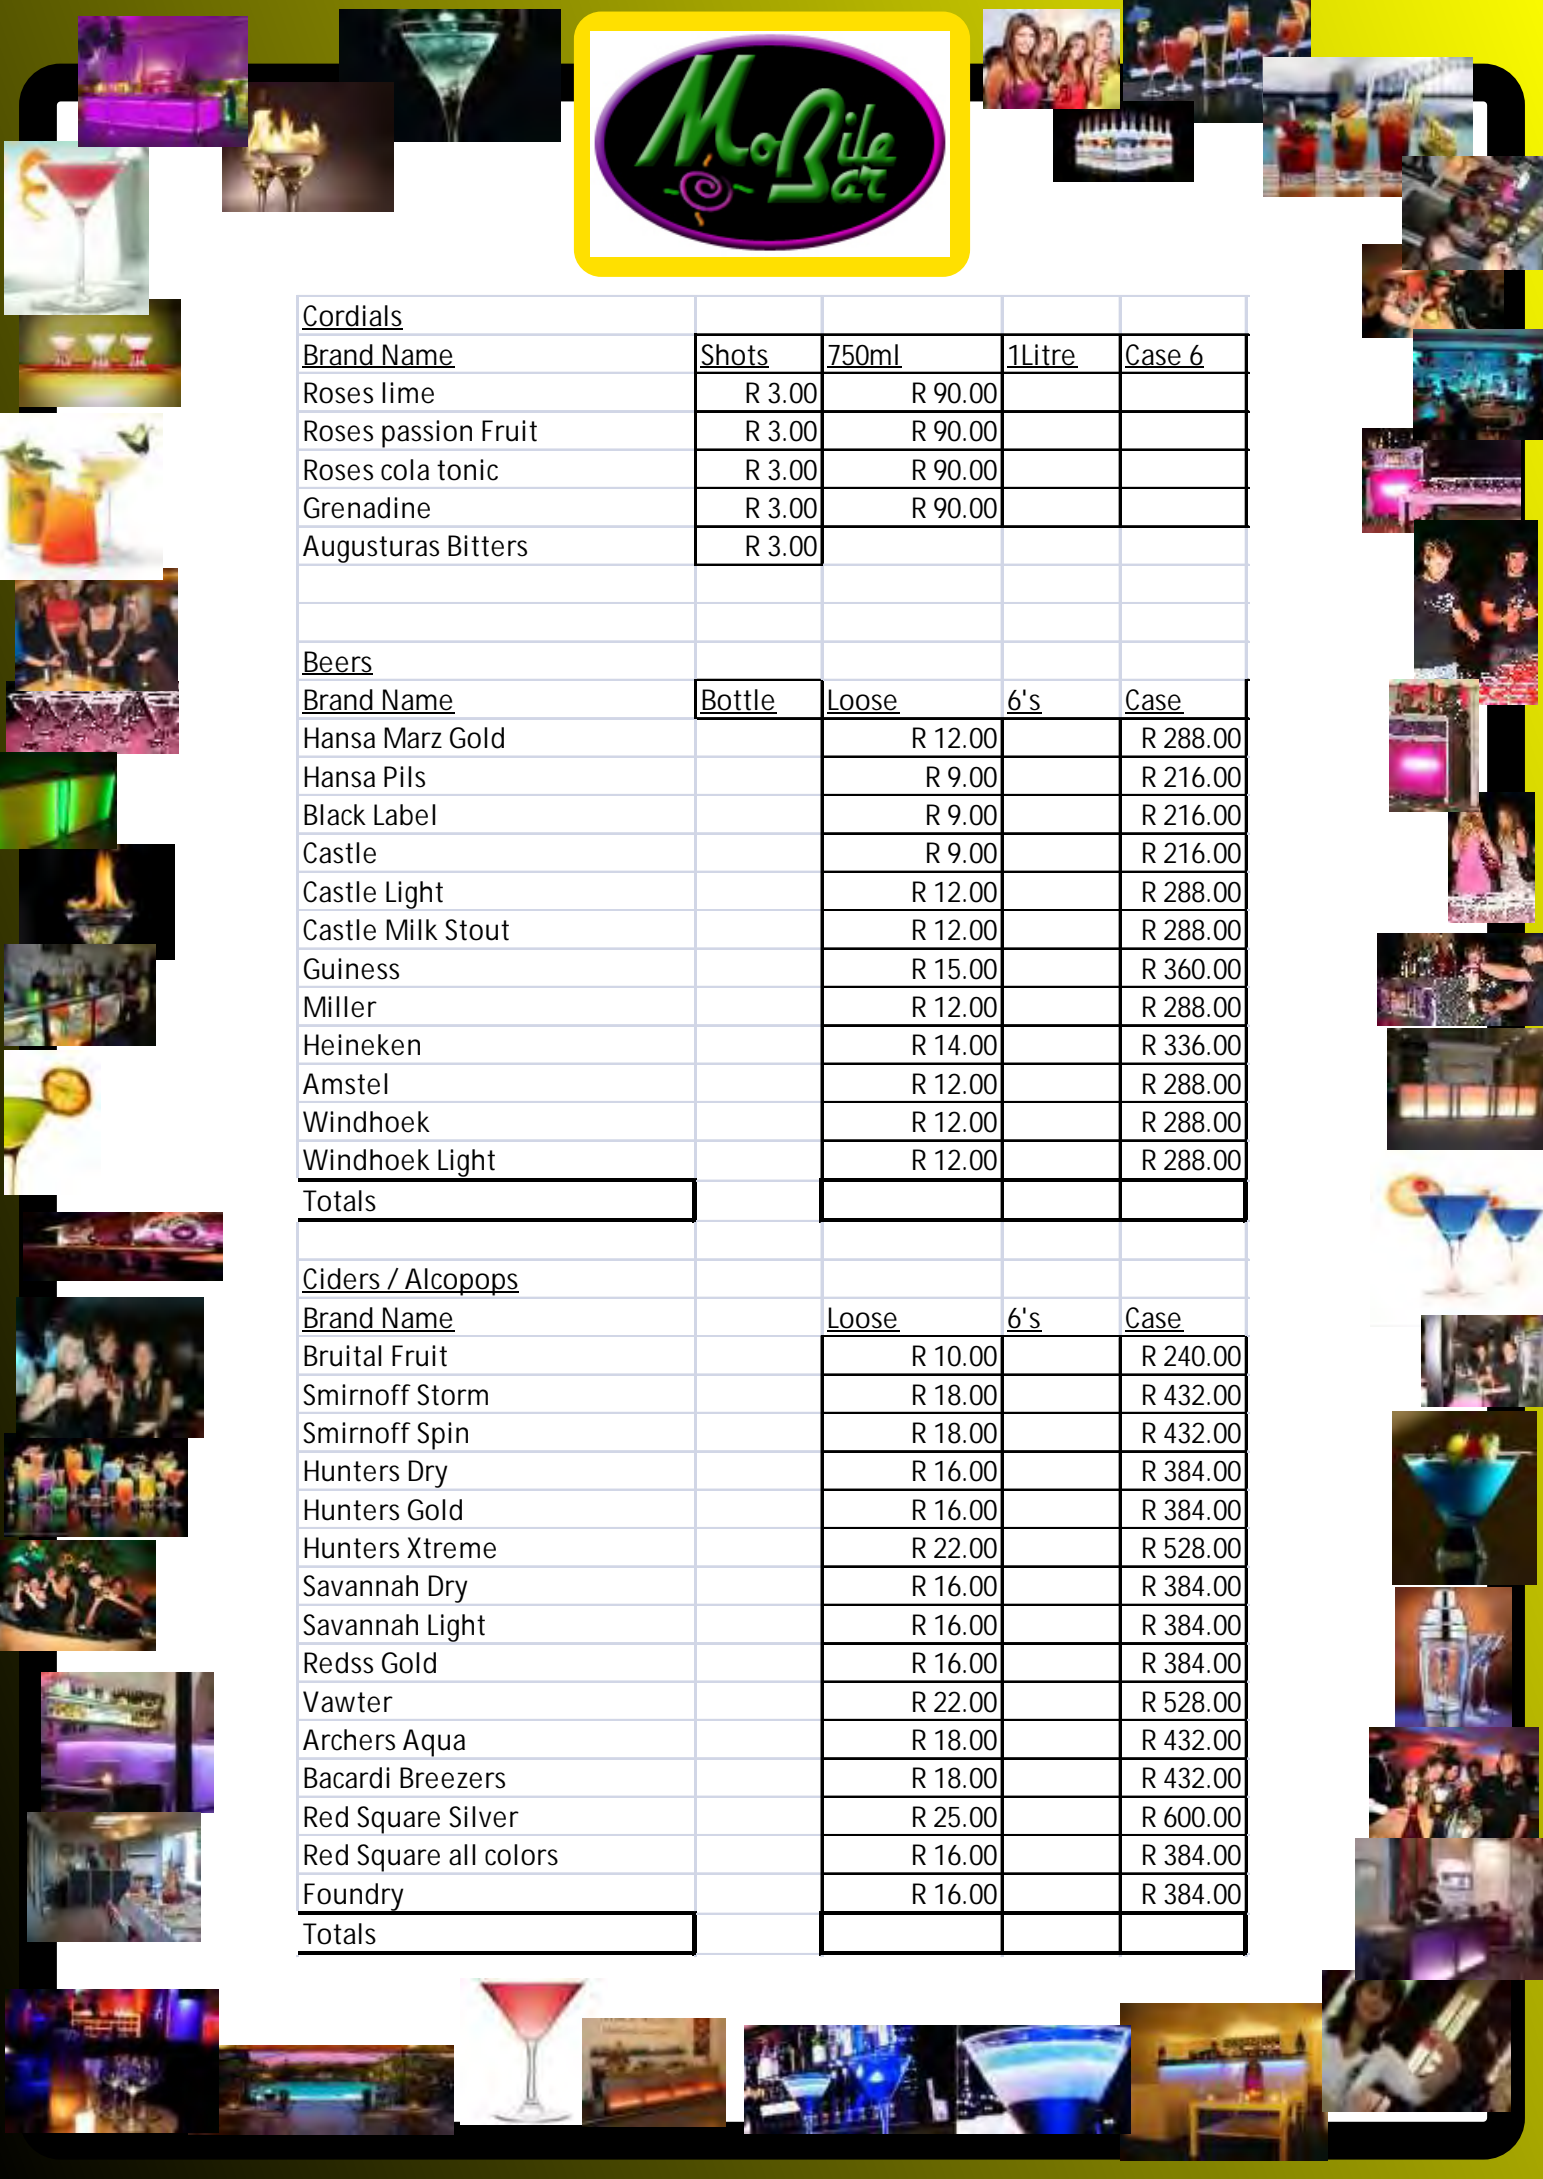 MoBile
Bar
Cordials
Brand Name Shots 750ml 1Litre Case 6
Roses lime R 3.00 R 90.00
Roses passion Fruit R 3.00 R 90.00
Roses cola tonic R 3.00 R 90.00
Grenadine R 3.00 R 90.00
Augusturas Bitters R 3.00
Beers
Brand Name Bottle Loose 6's Case
Hansa Marz Gold R 12.00 R 288.00
Hansa Pils R 9.00 R 216.00
Black Label R 9.00 R 216.00
Castle R 9.00 R 216.00
Castle Light R 12.00 R 288.00
Castle Milk Stout R 12.00 R 288.00
Guiness R 15.00 R 360.00
Miller R 12.00 R 288.00
Heineken R 14.00 R 336.00
Amstel R 12.00 R 288.00
Windhoek R 12.00 R 288.00
Windhoek Light R 12.00 R 288.00
Totals
Ciders / Alcopops
Brand Name Loose 6's Case
Bruital Fruit R 10.00 R 240.00
Smirnoff Storm R 18.00 R 432.00
Smirnoff Spin R 18.00 R 432.00
Hunters Dry R 16.00 R 384.00
Hunters Gold R 16.00 R 384.00
Hunters Xtreme R 22.00 R 528.00
Savannah Dry R 16.00 R 384.00
Savannah Light R 16.00 R 384.00
Redss Gold R 16.00 R 384.00
Vawter R 22.00 R 528.00
Archers Aqua R 18.00 R 432.00
Bacardi Breezers R 18.00 R 432.00
Red Square Silver R 25.00 R 600.00
Red Square all colors R 16.00 R 384.00
Foundry R 16.00 R 384.00
Totals